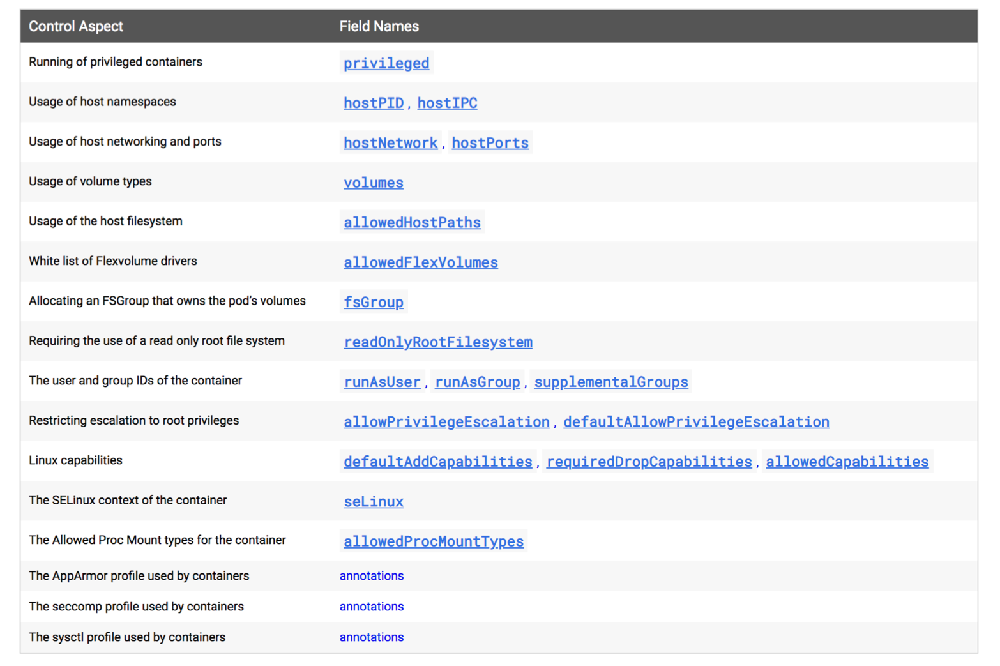 Control Aspect Field Names
Running of privileged containers privileged
Usage of host namespaces hostPID, hostIPC
Usage of host networking and ports hostNetwork, hostPorts
Usage of volume types volumes
Usage of the host filesystem allowedHostPaths
White list of Flexvolume drivers allowedFlexVolumes
Allocating an FSGroup that owns the pod’s volumes fsGroup
Requiring the use of a read only root file system readOnlyRootFilesystem
The user and group IDs of the container runAsUser, runAsGroup, supplementalGroups
Restricting escalation to root privileges allowPrivilegeEscalation, defaultAllowPrivilegeEscalation
Linux capabilities defaultAddCapabilities, requiredDropCapabilities, allowedCapabilities
The SELinux context of the container seLinux
The Allowed Proc Mount types for the container allowedProcMountTypes
The AppArmor profile used by containers annotations
The seccomp profile used by containers annotations
The sysctl profile used by containers annotations